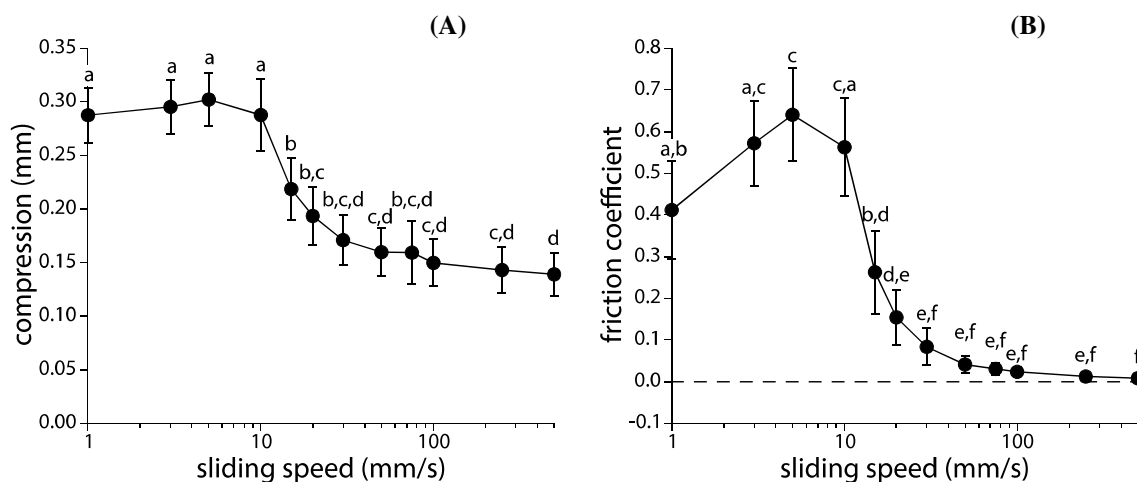 (A)
0.35
0.30
0.25
0.20
0.15
0.10
0.05
0.00
compression (mm)
a
a
a
a
b
b,c
b,c,d
c,d
b,c,d
c,d
c,d
d
1
10
100
sliding speed (mm/s)
(B)
0.8
0.7
0.6
0.5
0.4
0.3
0.2
0.1
0.0
-0.1
friction coefficient
a,b
a,c
c
c,a
b,d
d,e
e,f
e,f
e,f
e,f
e,f
f
1
10
100
sliding speed (mm/s)